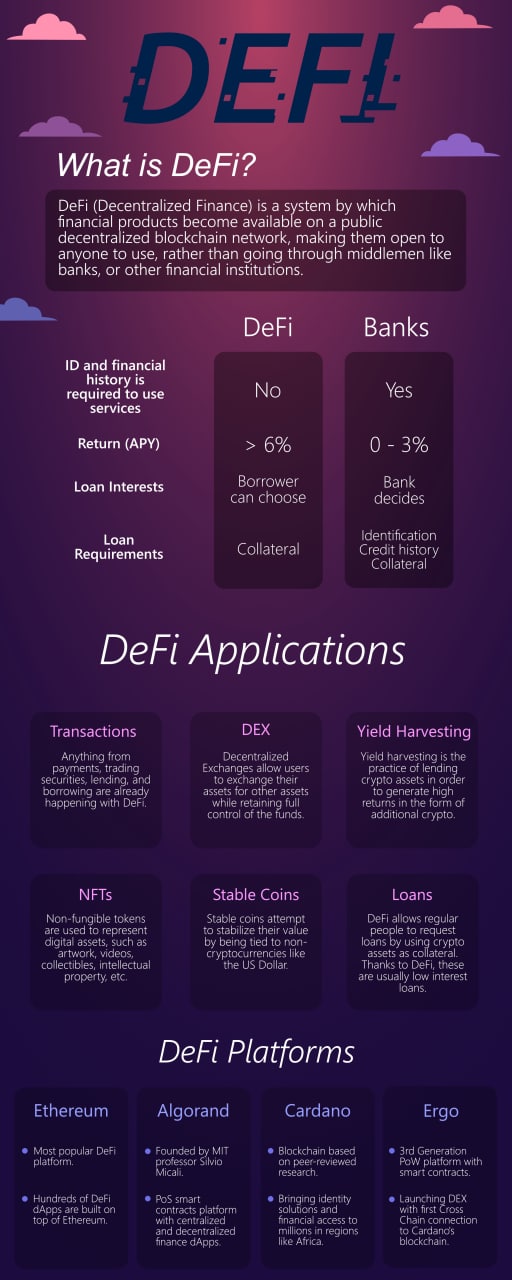 DEFI
What is DeFi?
DeFi (Decentralized Finance) is a system by which
financial products become available on a public
decentralized blockchain network, making them open to
anyone to use, rather than going through middlemen like
banks, or other financial institutions.
DeFi
Banks
ID and financial
history is
required to use
services
No
Yes
Return (APY)
> 6%
0 - 3%
Loan Interests
Borrower
can choose
Bank
decides
Loan
Requirements
Collateral
Identification
Credit history
Collateral
DeFi Applications
Transactions
Anything from
payments, trading
securities, lending, and
borrowing are already
happening with DeFi.
DEX
Decentralized
Exchanges allow users
to exchange their
assets for other assets
while retaining full
control of the funds.
Yield Harvesting
Yield harvesting is the
practice of lending
crypto assets in order
to generate high
returns in the form of
additional crypto.
NFTs
Non-fungible tokens
are used to represent
digital assets, such as
artwork, videos,
collectibles, intellectual
property, etc.
Stable Coins
Stable coins attempt
to stabilize their value
by being tied to non-
cryptocurrencies like
the US Dollar.
Loans
DeFi allows regular
people to request
loans by using crypto
assets as collateral.
Thanks to DeFi, these
are usually low interest
loans.
DeFi Platforms
Ethereum
• Most popular DeFi
platform.
• Hundreds of DeFi
dApps are built on
top of Ethereum.
Algorand
• Founded by MIT
professor Silvio
Micali.
• PoS smart
contracts platform
with centralized
and decentralized
finance dApps.
Cardano
• Blockchain based
on peer-reviewed
research.
• Bringing identity
solutions and
financial access to
millions in regions
like Africa.
Ergo
• 3rd Generation
PoW platform with
smart contracts.
• Launching DEX
with first Cross
Chain connection
to Cardano's
blockchain.